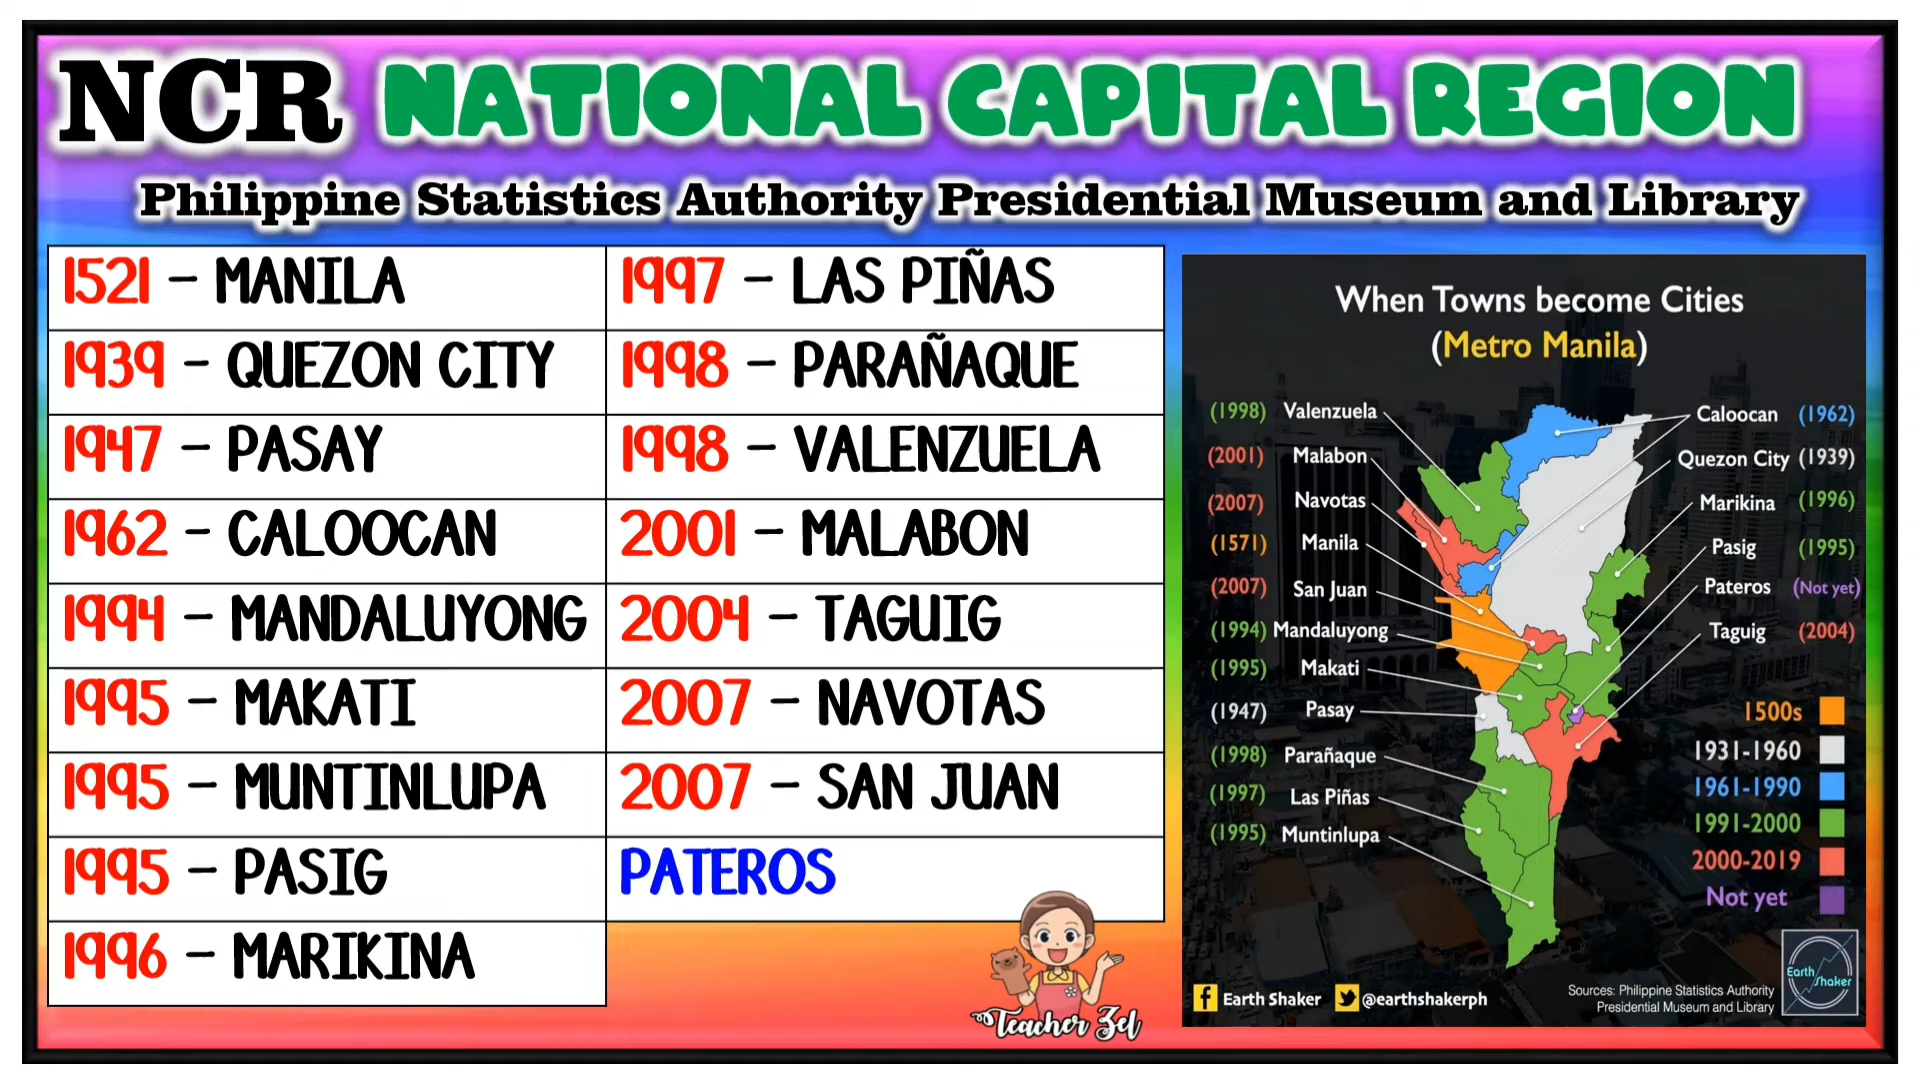 NCR NATIONAL CAPITAL REGION
Philippine Statistics Authority Presidential Museum and Library
1521 – MANILA
1939 – QUEZON CITY
1947 – PASAY
1962 – CALOOCAN
1994 – MANDALUYONG
1995 – MAKATI
1995 – MUNTINLUPA
1995 – PASIG
1996 – MARIKINA
1997 – LAS PIÑAS
1998 – PARAÑAQUE
1998 – VALENZUELA
2001 – MALABON
2004 – TAGUIG
2007 – NAVOTAS
2007 – SAN JUAN
PATEROS
Teacher Zel
When Towns become Cities
(Metro Manila)
(1998) Valenzuela
(2001) Malabon
(2007) Navotas
(1571) Manila
(2007) San Juan
(1994) Mandaluyong
(1995) Makati
(1947) Pasay
(1998) Parañaque
(1997) Las Piñas
(1995) Muntinlupa
Caloocan (1962)
Quezon City (1939)
Marikina (1996)
Pasig (1995)
Pateros (Not yet)
Taguig (2004)
1500s
1931-1960
1961-1990
1991-2000
2000-2019
Not yet
Earth Shaker @earthshakerph
Sources: Philippine Statistics Authority
Presidential Museum and Library
Earth
Shaker